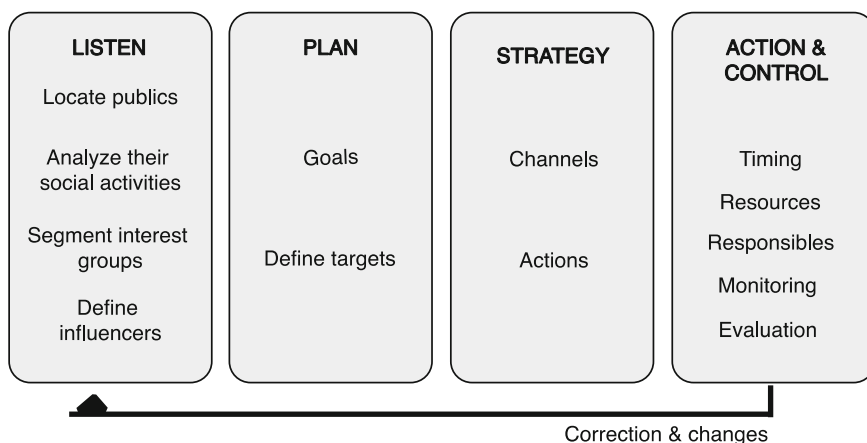 LISTEN
Locate publics
Analyze their
social activities
Segment interest
groups
Define
influencers
PLAN
Goals
Define targets
STRATEGY
Channels
Actions
ACTION &
CONTROL
Timing
Resources
Responsibles
Monitoring
Evaluation
Correction & changes